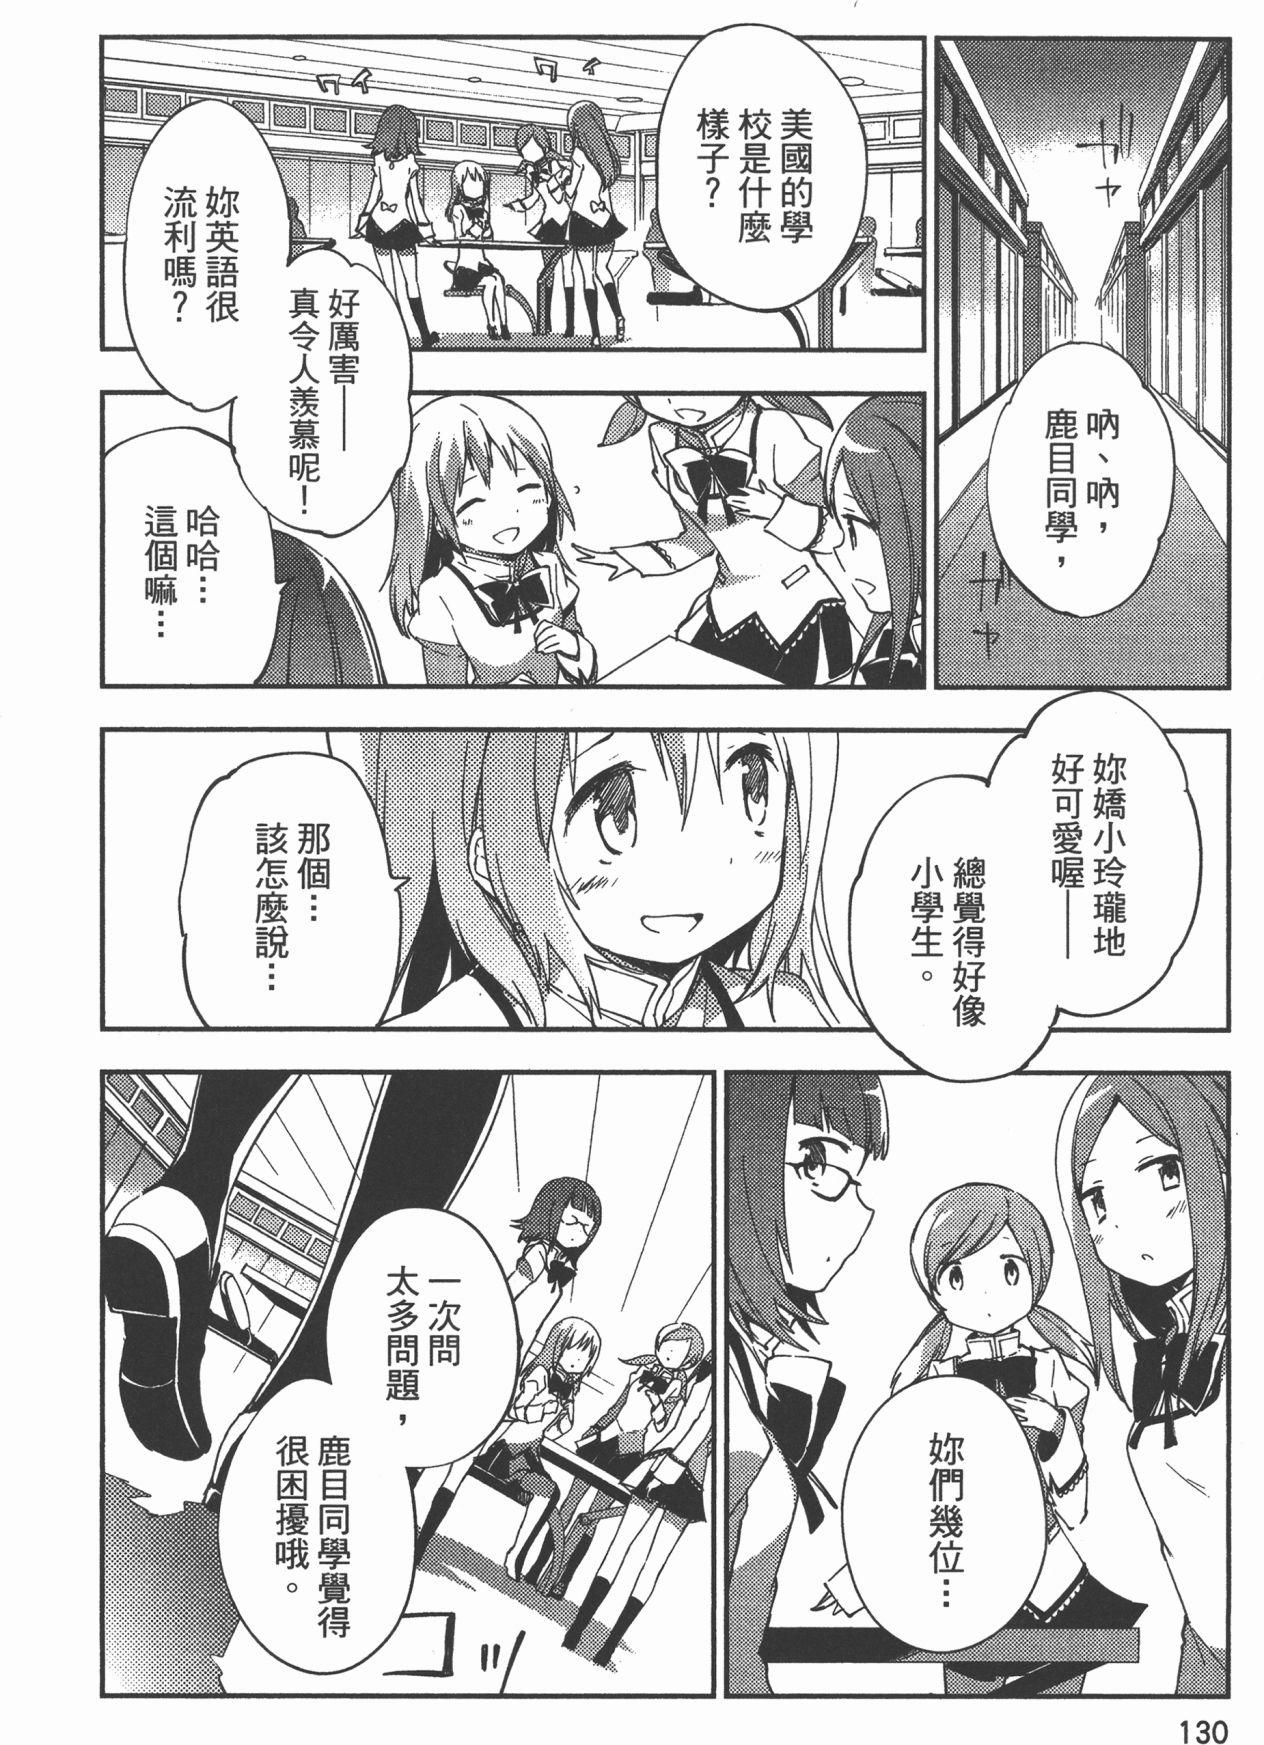 ガヤ
ガヤ
吶、吶，
鹿目同學，
美國的學
校是什麼
樣子？
ワイ
ワイ
妳英語很
流利嗎？
好厲害——
真令人羨慕呢！
哈哈…
這個嘛…
妳嬌小玲瓏地
好可愛喔——
總覺得好像
小學生。
那個…
該怎麼說…
妳們幾位…
一次問
太多問題，
鹿目同學覺得
很困擾哦。
コッ
130